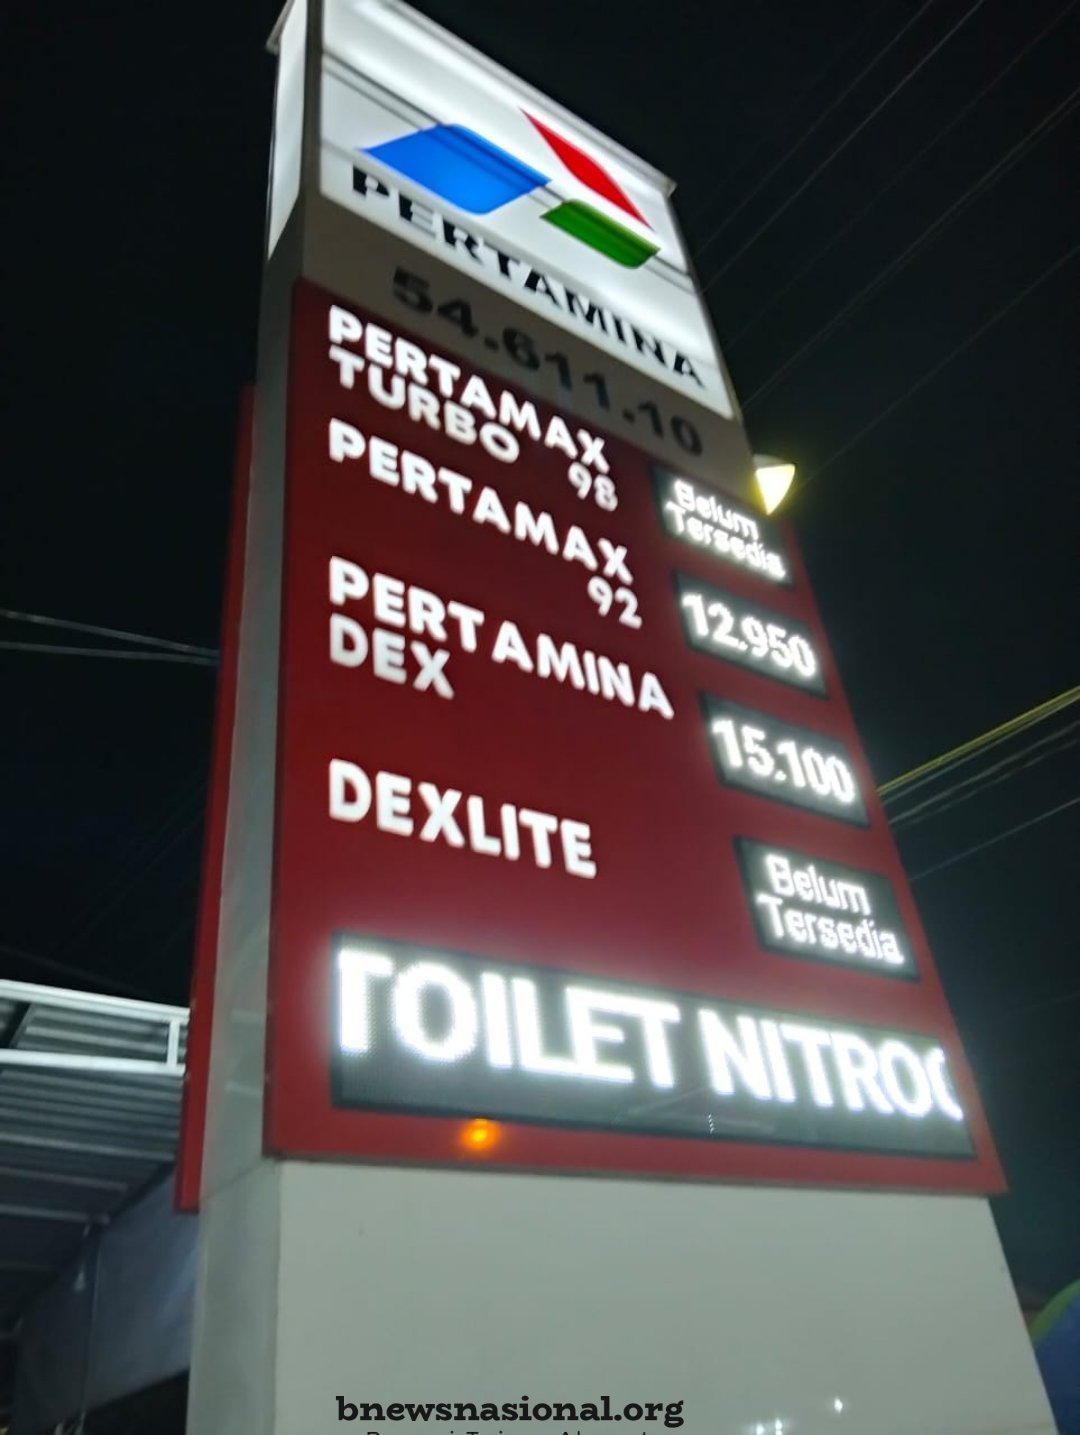 PERTAMINA
54.611.10
PERTAMAX
TURBO 98
Belum
Tersedia
PERTAMAX
92
12.950
PERTAMINA
DEX
15.100
DEXLITE
Belum
Tersedia
TOILET NITRO
bnewsnasional.org